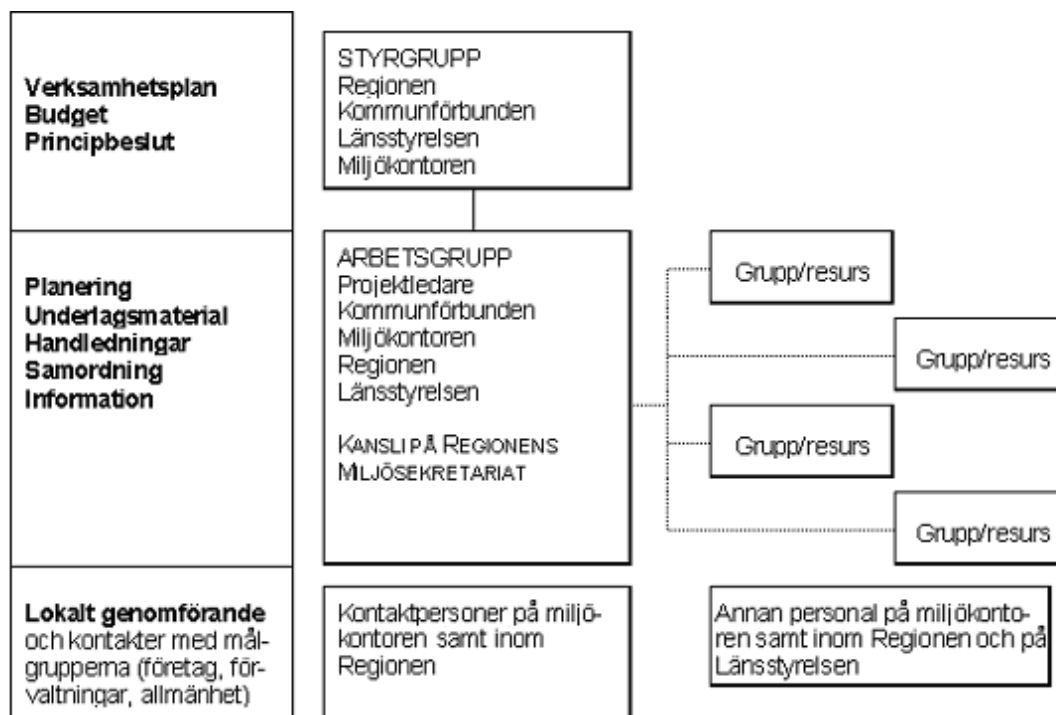 Verksamhetsplan
Budget
Principbeslut
STYRGRUPP
Regionen
Kommunförbunden
Länsstyrelsen
Miljökontoren
Planering
Underlagsmaterial
Handledningar
Samordning
Information
ARBETSGRUPP
Projektledare
Kommunförbunden
Miljökontoren
Regionen
Länsstyrelsen
KANSLI PÅ REGIONENS
MILJÖSEKRETARIAT
Grupp/resurs
Grupp/resurs
Grupp/resurs
Grupp/resurs
Lokalt genomförande
och kontakter med mål-
grupperna (företag, för-
valtningar, allmänhet)
Kontaktpersoner på miljö-
kontoren samt inom
Regionen
Annan personal på miljökonto-
ren samt inom Regionen och på
Länsstyrelsen